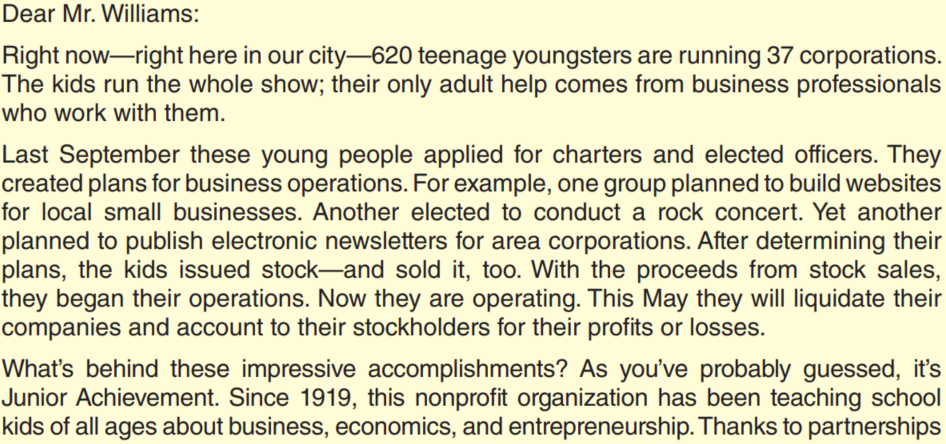 Dear Mr. Williams:
Right now—right here in our city—620 teenage youngsters are running 37 corporations.
The kids run the whole show; their only adult help comes from business professionals
who work with them.
Last September these young people applied for charters and elected officers. They
created plans for business operations. For example, one group planned to build websites
for local small businesses. Another elected to conduct a rock concert. Yet another
planned to publish electronic newsletters for area corporations. After determining their
plans, the kids issued stock—and sold it, too. With the proceeds from stock sales,
they began their operations. Now they are operating. This May they will liquidate their
companies and account to their stockholders for their profits or losses.
What’s behind these impressive accomplishments? As you’ve probably guessed, it’s
Junior Achievement. Since 1919, this nonprofit organization has been teaching school
kids of all ages about business, economics, and entrepreneurship. Thanks to partnerships